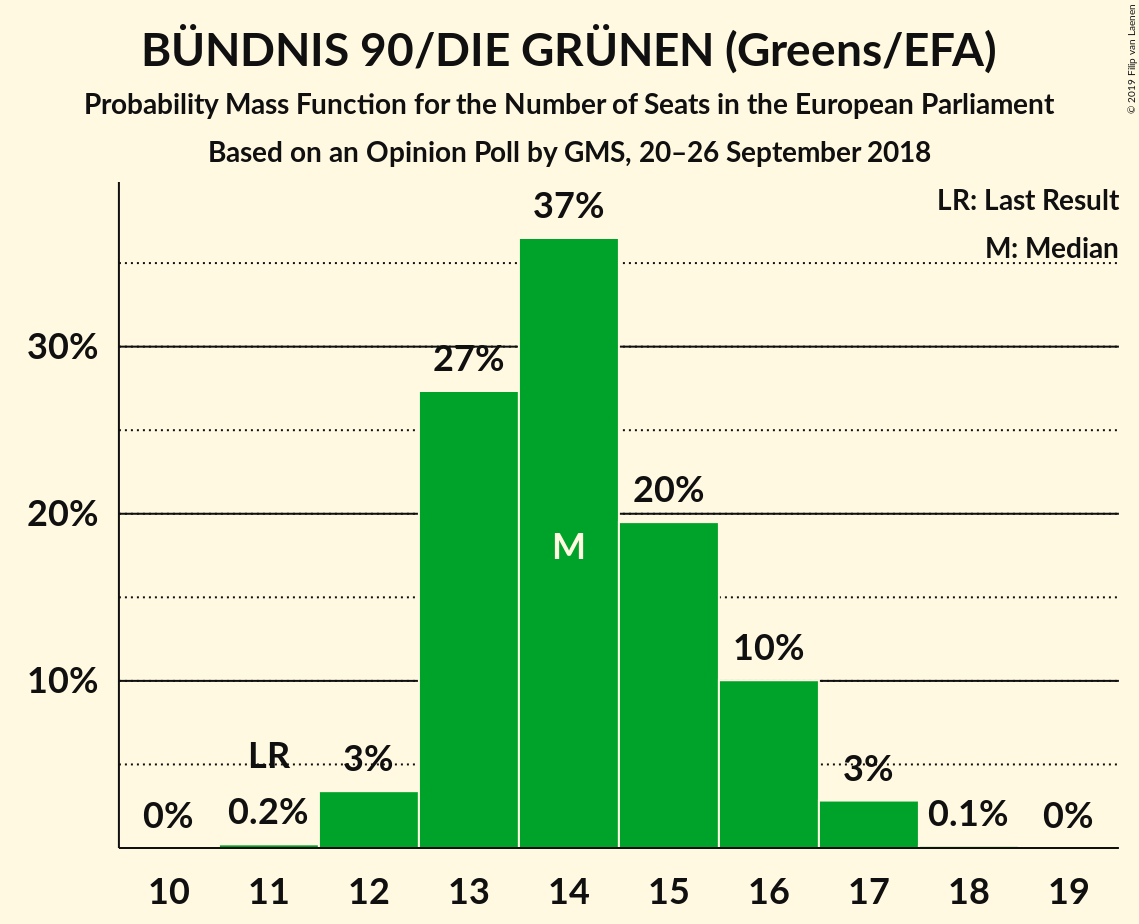 BÜNDNIS 90/DIE GRÜNEN (Greens/EFA)
Probability Mass Function for the Number of Seats in the European Parliament
Based on an Opinion Poll by GMS, 20–26 September 2018
© 2019 Filip van Laenen
LR: Last Result
M: Median
37%
30%
27%
20%
20%
M
10%
10%
LR
3%
3%
0%
0.2%
0.1%
0%
10 11 12 13 14 15 16 17 18 19